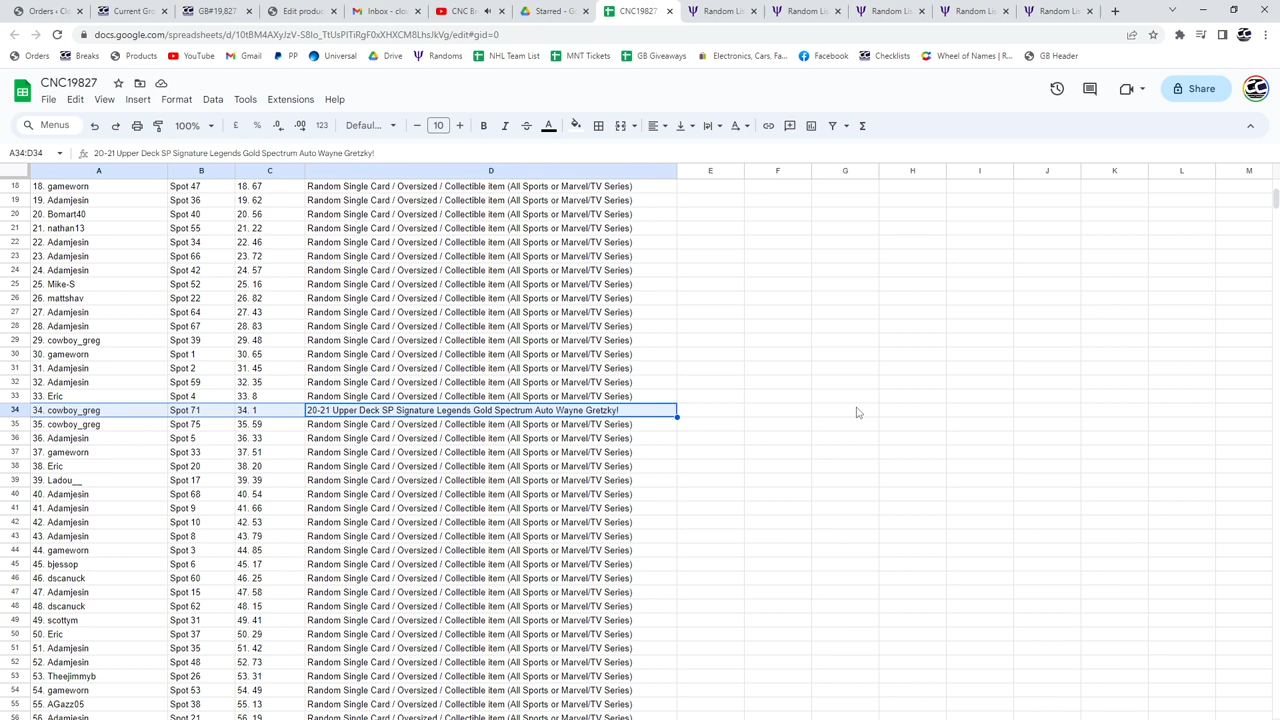 Orders ‹ Cl
Current Gro
GB#19,827
Edit produc
Inbox - clou
CNC Br
Starred - Go
CNC19827
Random Lis
Random Lis
Random Lis
Random Lis
Random Lis
docs.google.com/spreadsheets/d/10tBM4AXyJzV-S8Io_TtUsPITiRgF0xXHXCM8LhsJkVg/edit#gid=0
Orders Breaks Products YouTube Gmail PP Universal Drive Randoms NHL Team List MNT Tickets GB Giveaways Electronics, Cars, Fa... Facebook Checklists Wheel of Names | R... GB Header
CNC19827
File Edit View Insert Format Data Tools Extensions Help
Share
Menus 100% £ % .0 .00 123 Defaul... 10 B I A
A34:D34 20-21 Upper Deck SP Signature Legends Gold Spectrum Auto Wayne Gretzky!
A B C D E F G H I J K L M
18 18. gameworn Spot 47 18. 67 Random Single Card / Oversized / Collectible item (All Sports or Marvel/TV Series)
19 19. Adamjesin Spot 36 19. 62 Random Single Card / Oversized / Collectible item (All Sports or Marvel/TV Series)
20 20. Bomart40 Spot 40 20. 56 Random Single Card / Oversized / Collectible item (All Sports or Marvel/TV Series)
21 21. nathan13 Spot 55 21. 22 Random Single Card / Oversized / Collectible item (All Sports or Marvel/TV Series)
22 22. Adamjesin Spot 34 22. 46 Random Single Card / Oversized / Collectible item (All Sports or Marvel/TV Series)
23 23. Adamjesin Spot 66 23. 72 Random Single Card / Oversized / Collectible item (All Sports or Marvel/TV Series)
24 24. Adamjesin Spot 42 24. 57 Random Single Card / Oversized / Collectible item (All Sports or Marvel/TV Series)
25 25. Mike-S Spot 52 25. 16 Random Single Card / Oversized / Collectible item (All Sports or Marvel/TV Series)
26 26. mattshav Spot 22 26. 82 Random Single Card / Oversized / Collectible item (All Sports or Marvel/TV Series)
27 27. Adamjesin Spot 64 27. 43 Random Single Card / Oversized / Collectible item (All Sports or Marvel/TV Series)
28 28. Adamjesin Spot 67 28. 83 Random Single Card / Oversized / Collectible item (All Sports or Marvel/TV Series)
29 29. cowboy_greg Spot 39 29. 48 Random Single Card / Oversized / Collectible item (All Sports or Marvel/TV Series)
30 30. gameworn Spot 1 30. 65 Random Single Card / Oversized / Collectible item (All Sports or Marvel/TV Series)
31 31. Adamjesin Spot 2 31. 45 Random Single Card / Oversized / Collectible item (All Sports or Marvel/TV Series)
32 32. Adamjesin Spot 59 32. 35 Random Single Card / Oversized / Collectible item (All Sports or Marvel/TV Series)
33 33. Eric Spot 4 33. 8 Random Single Card / Oversized / Collectible item (All Sports or Marvel/TV Series)
34 34. cowboy_greg Spot 71 34. 1 20-21 Upper Deck SP Signature Legends Gold Spectrum Auto Wayne Gretzky!
35 35. cowboy_greg Spot 75 35. 59 Random Single Card / Oversized / Collectible item (All Sports or Marvel/TV Series)
36 36. Adamjesin Spot 5 36. 33 Random Single Card / Oversized / Collectible item (All Sports or Marvel/TV Series)
37 37. gameworn Spot 33 37. 51 Random Single Card / Oversized / Collectible item (All Sports or Marvel/TV Series)
38 38. Eric Spot 20 38. 20 Random Single Card / Oversized / Collectible item (All Sports or Marvel/TV Series)
39 39. Ladou__ Spot 17 39. 39 Random Single Card / Oversized / Collectible item (All Sports or Marvel/TV Series)
40 40. Adamjesin Spot 68 40. 54 Random Single Card / Oversized / Collectible item (All Sports or Marvel/TV Series)
41 41. Adamjesin Spot 9 41. 66 Random Single Card / Oversized / Collectible item (All Sports or Marvel/TV Series)
42 42. Adamjesin Spot 10 42. 53 Random Single Card / Oversized / Collectible item (All Sports or Marvel/TV Series)
43 43. Adamjesin Spot 8 43. 79 Random Single Card / Oversized / Collectible item (All Sports or Marvel/TV Series)
44 44. gameworn Spot 3 44. 85 Random Single Card / Oversized / Collectible item (All Sports or Marvel/TV Series)
45 45. bjessop Spot 6 45. 17 Random Single Card / Oversized / Collectible item (All Sports or Marvel/TV Series)
46 46. dscanuck Spot 60 46. 25 Random Single Card / Oversized / Collectible item (All Sports or Marvel/TV Series)
47 47. Adamjesin Spot 15 47. 58 Random Single Card / Oversized / Collectible item (All Sports or Marvel/TV Series)
48 48. dscanuck Spot 62 48. 15 Random Single Card / Oversized / Collectible item (All Sports or Marvel/TV Series)
49 49. scottym Spot 31 49. 41 Random Single Card / Oversized / Collectible item (All Sports or Marvel/TV Series)
50 50. Eric Spot 37 50. 29 Random Single Card / Oversized / Collectible item (All Sports or Marvel/TV Series)
51 51. Adamjesin Spot 35 51. 42 Random Single Card / Oversized / Collectible item (All Sports or Marvel/TV Series)
52 52. Adamjesin Spot 48 52. 73 Random Single Card / Oversized / Collectible item (All Sports or Marvel/TV Series)
53 53. Theejimmyb Spot 26 53. 31 Random Single Card / Oversized / Collectible item (All Sports or Marvel/TV Series)
54 54. gameworn Spot 53 54. 49 Random Single Card / Oversized / Collectible item (All Sports or Marvel/TV Series)
55 55. AGazz05 Spot 38 55. 13 Random Single Card / Oversized / Collectible item (All Sports or Marvel/TV Series)
56 56. Adamjesin Spot 21 56. 19 Random Single Card / Oversized / Collectible item (All Sports or Marvel/TV Series)